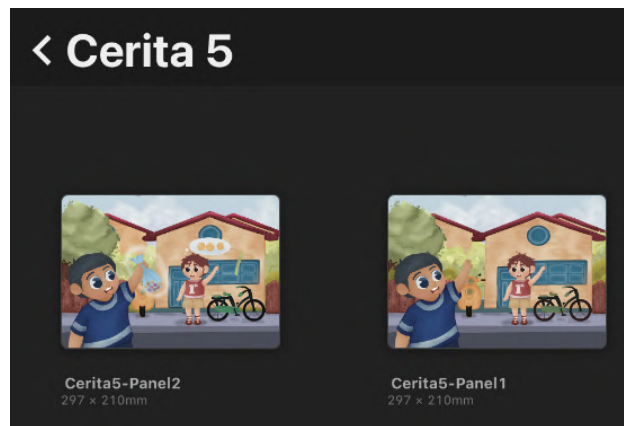 Cerita 5
Cerita5-Panel2
297 × 210mm
Cerita5-Panel1
297 × 210mm